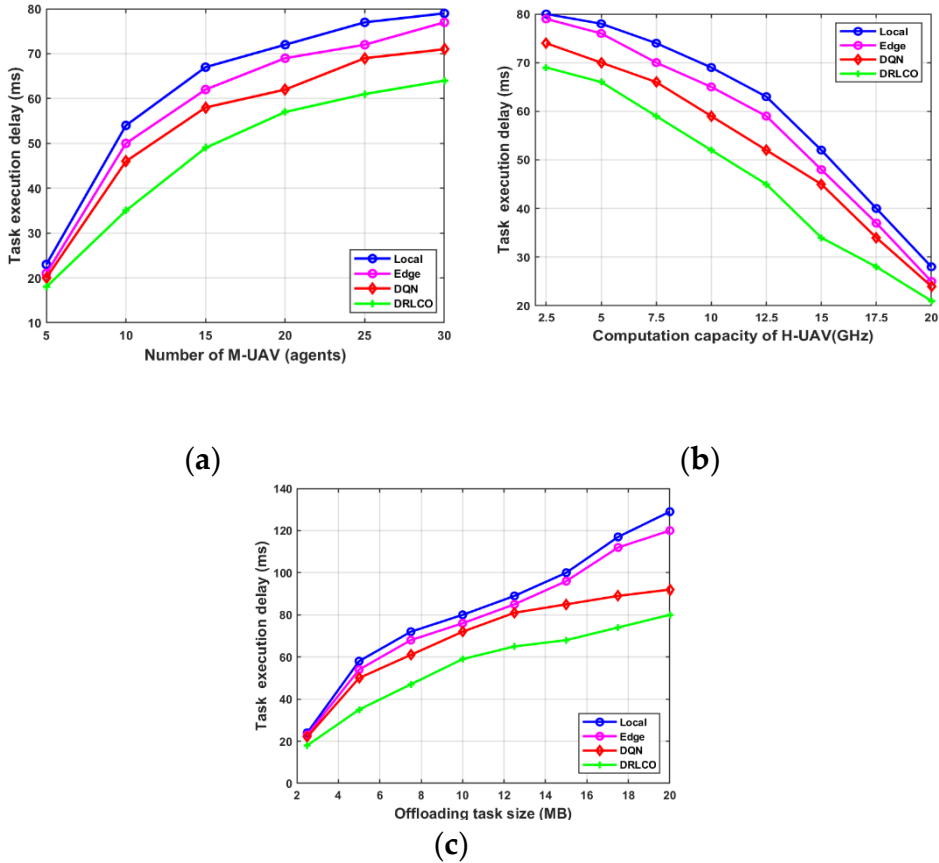 80
70
60
50
40
30
20
10
Task execution delay (ms)
Local
Edge
DQN
DRLCO
5
10
15
20
25
30
Number of M-UAV (agents)
(a)
80
70
60
50
40
30
20
Task execution delay (ms)
Local
Edge
DQN
DRLCO
2.5
5
7.5
10
12.5
15
17.5
20
Computation capacity of H-UAV(GHz)
(b)
140
120
100
80
60
40
20
0
Task execution delay (ms)
Local
Edge
DQN
DRLCO
2
4
6
8
10
12
14
16
18
20
Offloading task size (MB)
(c)